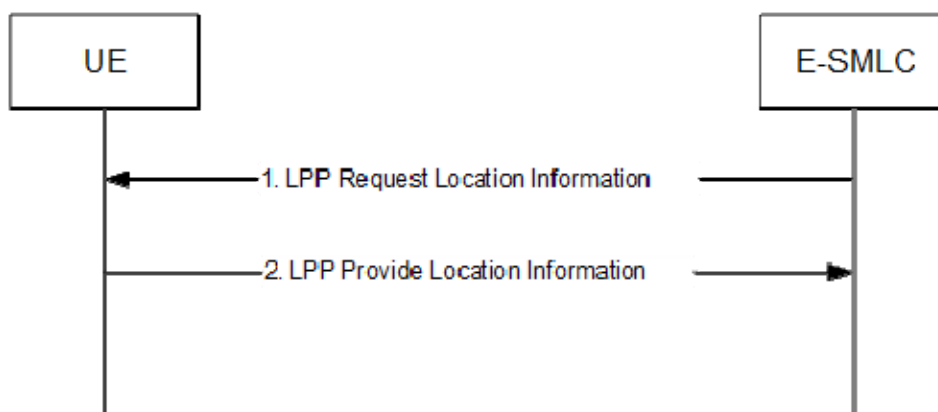 UE
E-SMLC
1. LPP Request Location Information
2. LPP Provide Location Information